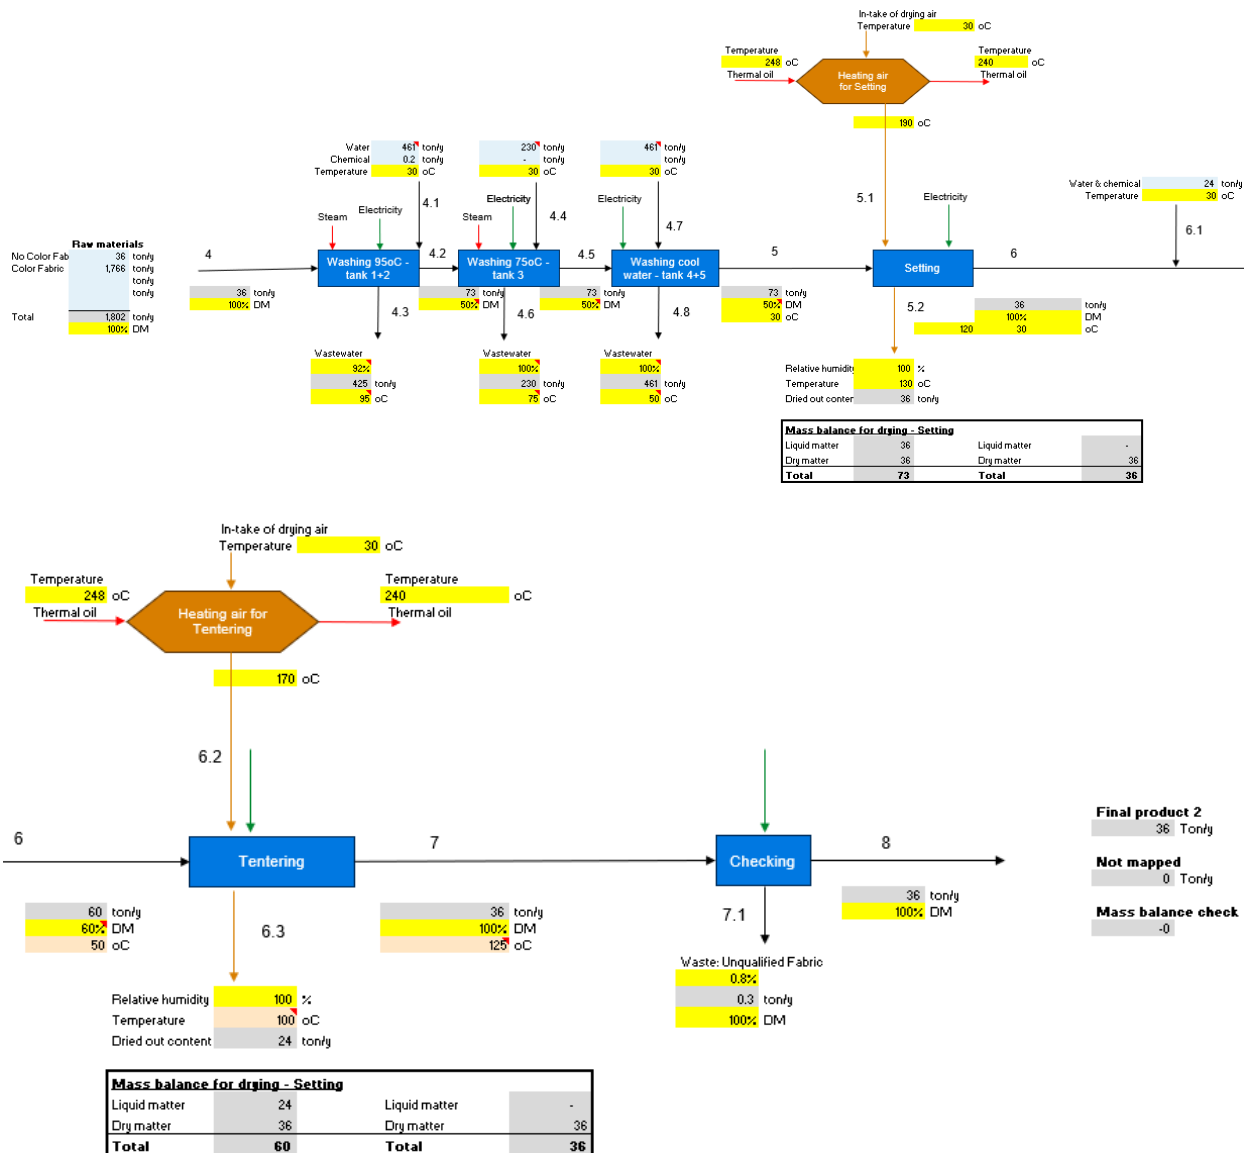 In-take of drying air
Temperature 30 oC
Temperature
248 oC
Thermal oil
Heating air
for Setting
Temperature
240 oC
Thermal oil
190 oC
Water 461 ton/y 230 ton/y 461 ton/y
Chemical 0.2 ton/y - ton/y ton/y
Temperature 30 oC 30 oC 30 oC
Water & chemical 24 ton/y
Temperature 30 oC
4.1 4.4 4.7 5.1 6.1
Steam Electricity Steam Electricity Electricity Electricity
Raw materials
No Color Fab 36 ton/y
Color Fabric 1,766 ton/y
ton/y
ton/y
Total 1,802 ton/y
100% DM
4
Washing 95oC -
tank 1+2
4.2
Washing 75oC -
tank 3
4.5
Washing cool
water - tank 4+5
5
Setting
6
36 ton/y
100% DM
73 ton/y
50% DM
73 ton/y
50% DM
73 ton/y
50% DM
30 oC
4.3 4.6 4.8 5.2
36 ton/y
100% DM
120 30 oC
Wastewater Wastewater Wastewater
92% 100% 100%
425 ton/y 230 ton/y 461 ton/y
95 oC 75 oC 50 oC
Relative humidity 100 %
Temperature 130 oC
Dried out conten 36 ton/y
Mass balance for drying - Setting
Liquid matter 36 Liquid matter -
Dry matter 36 Dry matter 36
Total 73 Total 36
In-take of drying air
Temperature 30 oC
Temperature
248 oC
Thermal oil
Heating air for
Tentering
Temperature
240 oC
Thermal oil
170 oC
6.2
6
Tentering
7
Checking
8
Final product 2
36 Ton/y
Not mapped
0 Ton/y
Mass balance check
-0
60 ton/y
60% DM
50 oC
6.3
36 ton/y
100% DM
125 oC
7.1
36 ton/y
100% DM
Waste: Unqualified Fabric
0.8%
0.3 ton/y
100% DM
Relative humidity 100 %
Temperature 100 oC
Dried out content 24 ton/y
Mass balance for drying - Setting
Liquid matter 24 Liquid matter -
Dry matter 36 Dry matter 36
Total 60 Total 36